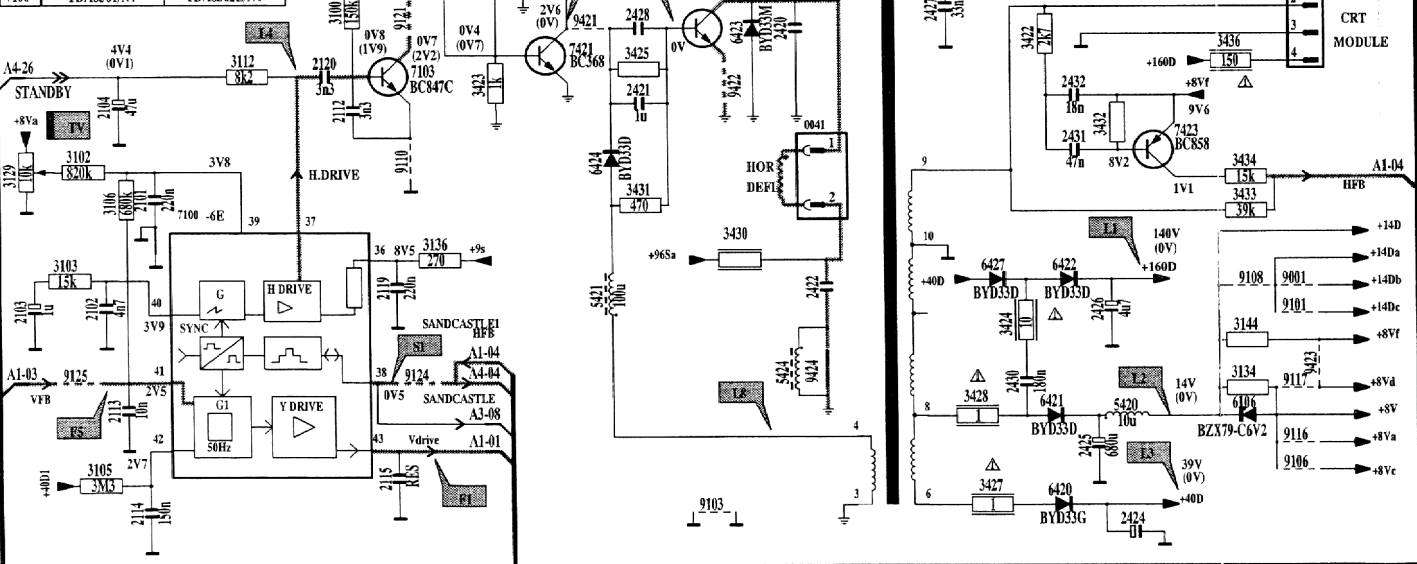 A4-26
STANDBY
4V4
(0V1)
2104
47u
3112
8k2
L4
2120
3n3
2112
3n3
3100
150k
9121
0V8
(1V9)
0V7
(2V2)
7103
BC847C
9110
0V4
(0V7)
3423
1k
2V6
(0V)
9421
7421
BC368
2428
3425
2421
1u
0V
9422
6423
BYD33M
2420
6424
BYD33D
3431
470
5421
100u
0041
1
2
HOR
DEFL
+96Sa
3430
2422
5424
9424
L8
4
3
9103
+8Va
TV
3129
10k
3102
820k
3106
680k
2101
220n
3V8
7100 -6E
39
37
H.DRIVE
36
8V5
3136
270
+9s
2119
220n
3103
15k
2103
1u
2102
4n7
40
3V9
G
H DRIVE
SYNC
SANDCASTLE1
HFB
S1
A1-04
A4-04
SANDCASTLE
A3-08
A1-03
VFB
9125
41
2V5
F5
2113
10n
38
0V5
9124
G1
50Hz
Y DRIVE
42
2V7
43
Vdrive
A1-01
F1
2115
RES
+40D1
3105
3M3
2114
150n
2427
33n
3422
2k7
+160D
3436
150
2
3
4
CRT
MODULE
2432
18n
3432
+8Vf
9V6
2431
47n
8V2
7423
BC858
1V1
3434
15k
3433
39k
A1-04
HFB
9
10
8
6
+40D
6427
BYD33D
6422
BYD33D
L1
140V
(0V)
+160D
3424
10
2426
4u7
2430
180n
3428
1
6421
BYD33D
5420
10u
L2
14V
(0V)
2425
680u
3427
1
6420
BYD33G
L3
39V
(0V)
+40D
2424
+14D
+14Da
9108
9001
+14Db
9101
+14Dc
3144
+8Vf
9423
3134
9117
+8Vd
6106
BZX79-C6V2
+8V
9116
+8Va
9106
+8Vc